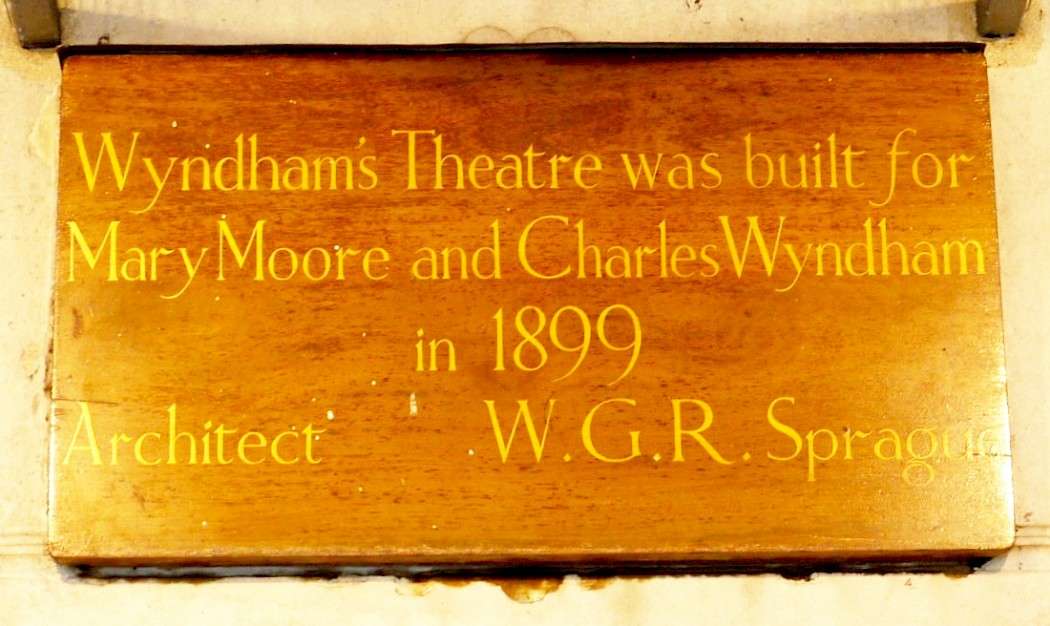 Wyndham's Theatre was built for
Mary Moore and Charles Wyndham
in 1899
Architect W.G.R. Sprague